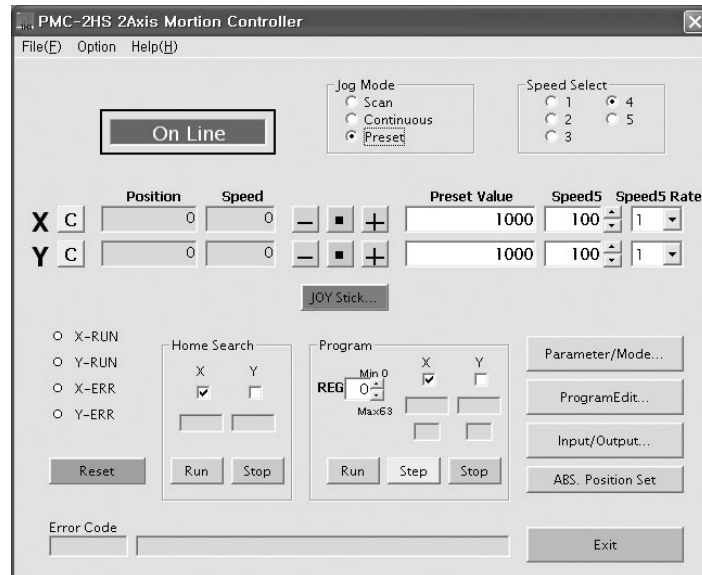 PMC-2HS 2Axis Mortion Controller
File(F) Option Help(H)
On Line
Jog Mode
Scan
Continuous
Preset
Speed Select
1 4
2 5
3
Position Speed Preset Value Speed5 Speed5 Rate
X C 0 0 − ■ + 1000 100 1
Y C 0 0 − ■ + 1000 100 1
JOY Stick...
X-RUN
Y-RUN
X-ERR
Y-ERR
Reset
Home Search
X Y
Run Stop
Program
X Y
Min 0
REG 0
Max63
Run Step Stop
Parameter/Mode...
ProgramEdit...
Input/Output...
ABS. Position Set
Error Code
Exit